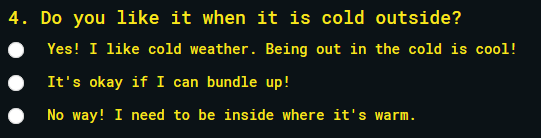 4. Do you like it when it is cold outside?
Yes! I like cold weather. Being out in the cold is cool!
It's okay if I can bundle up!
No way! I need to be inside where it's warm.